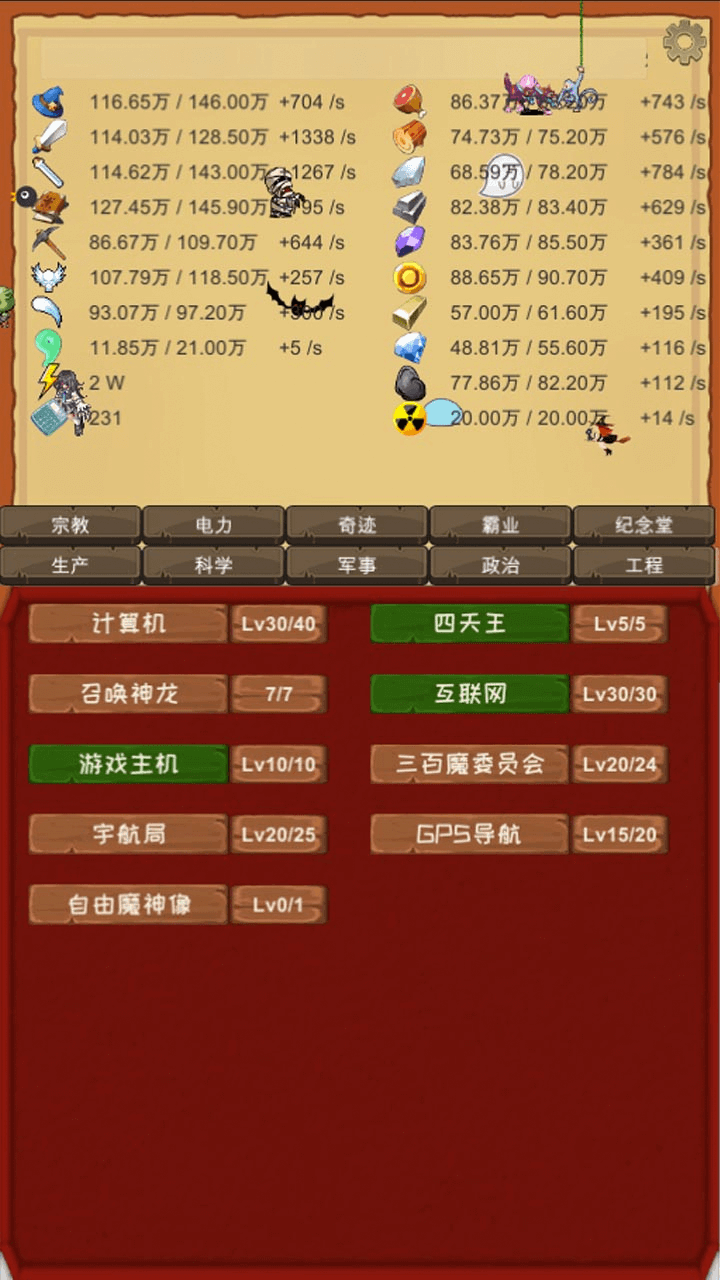 116.65万 / 146.00万 +704 /s
86.37万 +743 /s
114.03万 / 128.50万 +1338 /s
74.73万 / 75.20万 +576 /s
114.62万 / 143.00万 +1267 /s
68.59万 / 78.20万 +784 /s
127.45万 / 145.90万 95 /s
82.38万 / 83.40万 +629 /s
86.67万 / 109.70万 +644 /s
83.76万 / 85.50万 +361 /s
107.79万 / 118.50万 +257 /s
88.65万 / 90.70万 +409 /s
93.07万 / 97.20万 /s
57.00万 / 61.60万 +195 /s
11.85万 / 21.00万 +5 /s
48.81万 / 55.60万 +116 /s
2 W
77.86万 / 82.20万 +112 /s
231
20.00万 / 20.00万 +14 /s
宗教 电力 奇迹 霸业 纪念堂
生产 科学 军事 政治 工程
计算机 Lv30/40 四天王 Lv5/5
召唤神龙 7/7 互联网 Lv30/30
游戏主机 Lv10/10 三百魔委员会 Lv20/24
宇航局 Lv20/25 GPS导航 Lv15/20
自由魔神像 Lv0/1